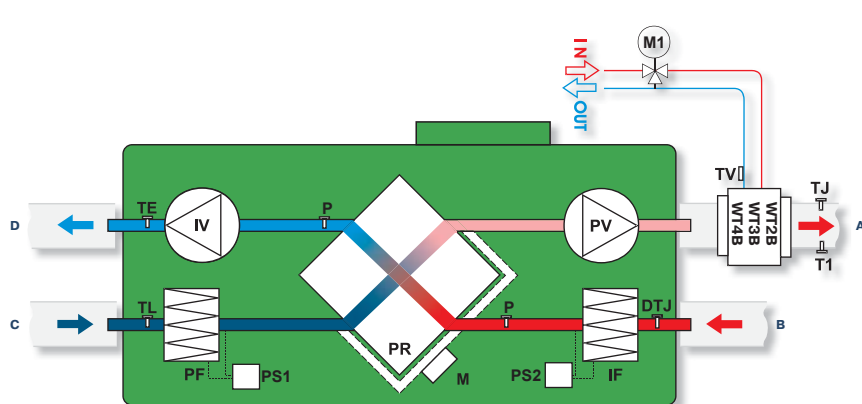 IN
M1
OUT
TV
TJ
D
TE
IV
P
PV
WT4B
WT3B
WT2B
A
T1
C
TL
P
DTJ
B
PR
PF
PS1
M
PS2
IF